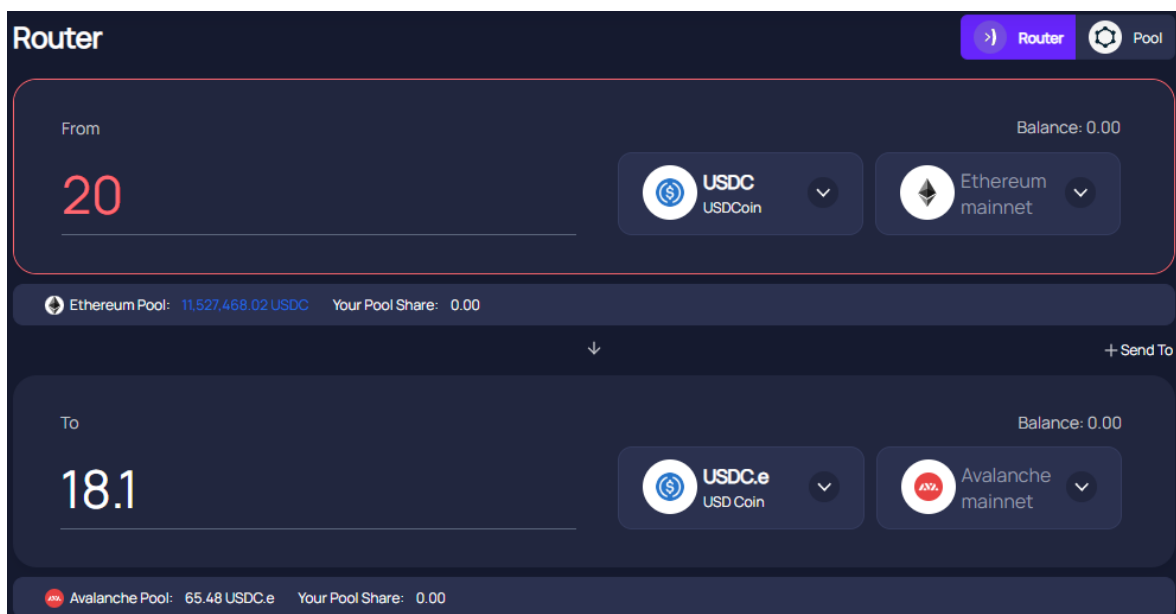 Router
Router Pool
From
Balance: 0.00
20
USDC
USDCoin
Ethereum
mainnet
Ethereum Pool: 11,527,468.02 USDC Your Pool Share: 0.00
+ Send To
To
Balance: 0.00
18.1
USDC.e
USD Coin
Avalanche
mainnet
Avalanche Pool: 65.48 USDC.e Your Pool Share: 0.00